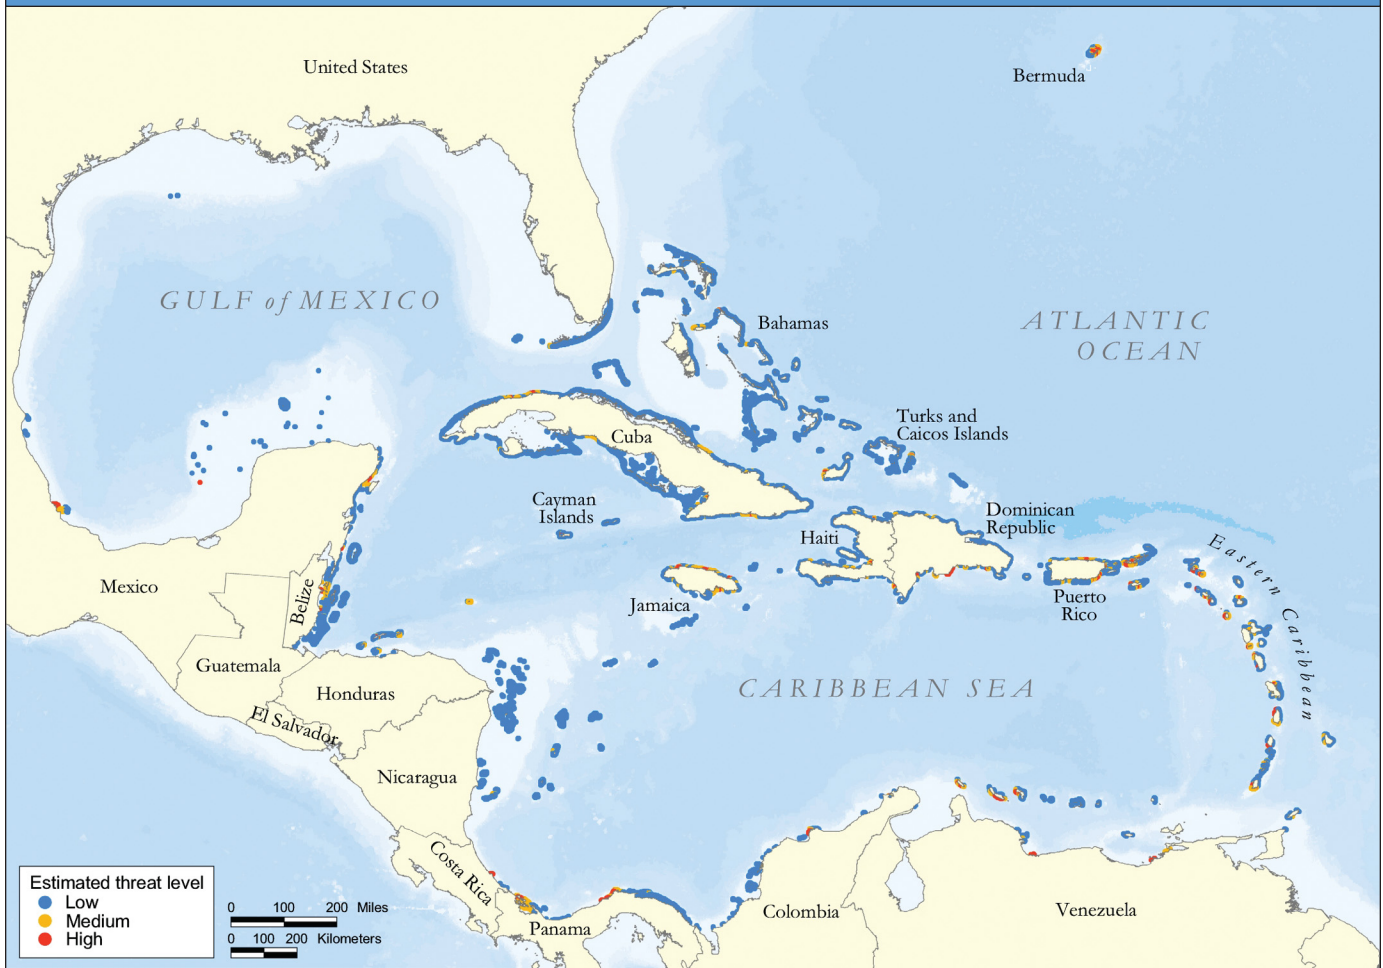 United States
Bermuda
GULF of MEXICO
ATLANTIC
OCEAN
Bahamas
Turks and
Caicos Islands
Cuba
Cayman
Islands
Dominican
Republic
Haiti
Eastern Caribbean
Mexico
Belize
Jamaica
Puerto
Rico
Guatemala
Honduras
CARIBBEAN SEA
El Salvador
Nicaragua
Costa Rica
Panama
Colombia
Venezuela
Estimated threat level
Low
Medium
High
0 100 200 Miles
0 100 200 Kilometers